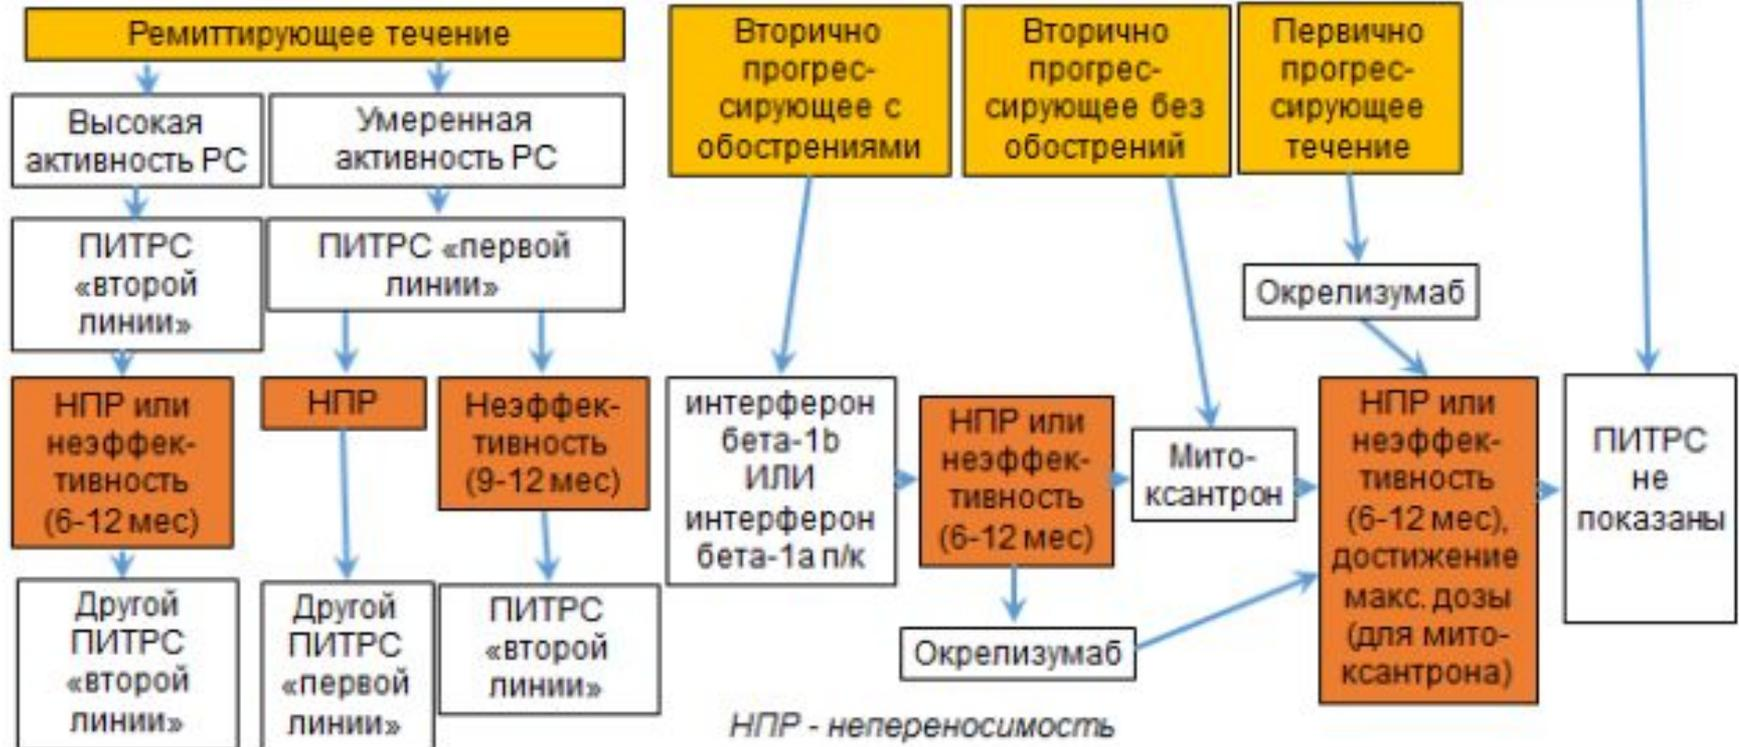 Ремиттирующее течение
Высокая
активность РС
Умеренная
активность РС
ПИТРС
«второй
линии»
ПИТРС «первой
линии»
НПР или
неэффек-
тивность
(6-12 мес)
НПР
Неэффек-
тивность
(9-12 мес)
Другой
ПИТРС
«второй
линии»
Другой
ПИТРС
«первой
линии»
ПИТРС
«второй
линии»
Вторично
прогрес-
сирующее с
обострениями
Вторично
прогрес-
сирующее без
обострений
Первично
прогрес-
сирующее
течение
Окрелизумаб
интерферон
бета-1b
ИЛИ
интерферон
бета-1a п/к
НПР или
неэффек-
тивность
(6-12 мес)
Мито-
ксантрон
Окрелизумаб
НПР или
неэффек-
тивность
(6-12 мес),
достижение
макс. дозы
(для мито-
ксантрона)
ПИТРС
не
показаны
НПР - непереносимость